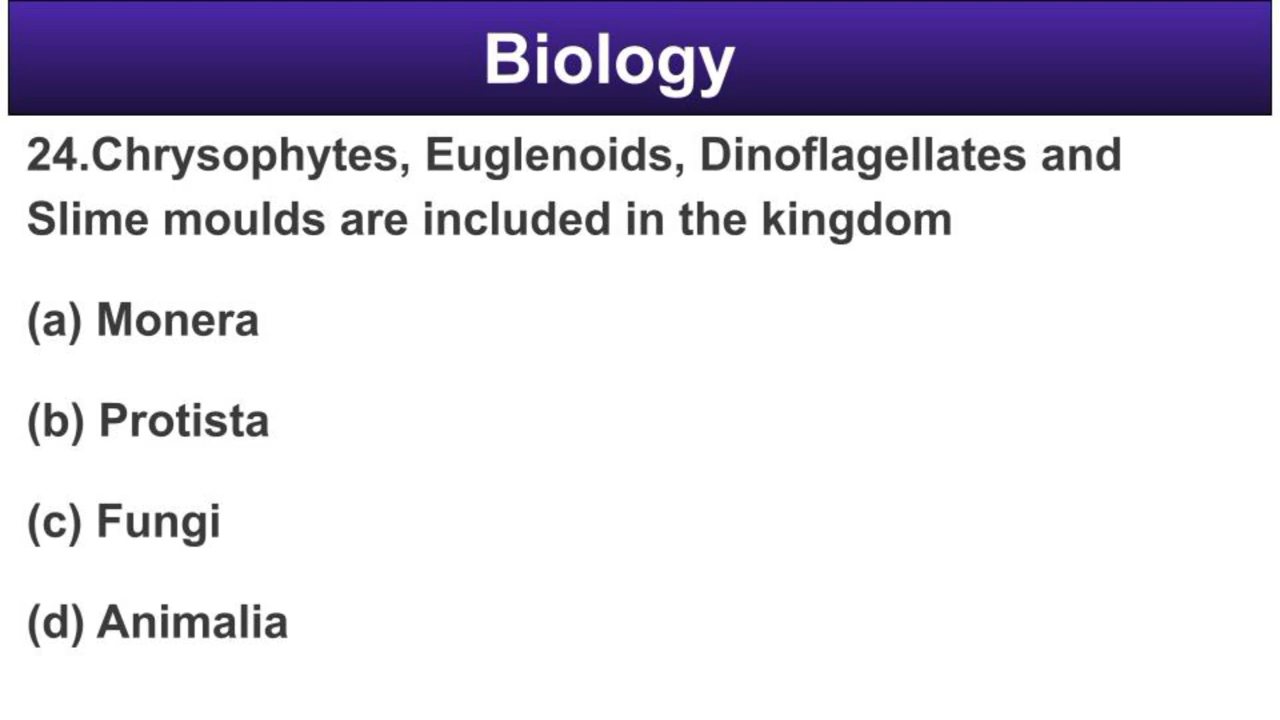 Biology
24.Chrysophytes, Euglenoids, Dinoflagellates and
Slime moulds are included in the kingdom
(a) Monera
(b) Protista
(c) Fungi
(d) Animalia